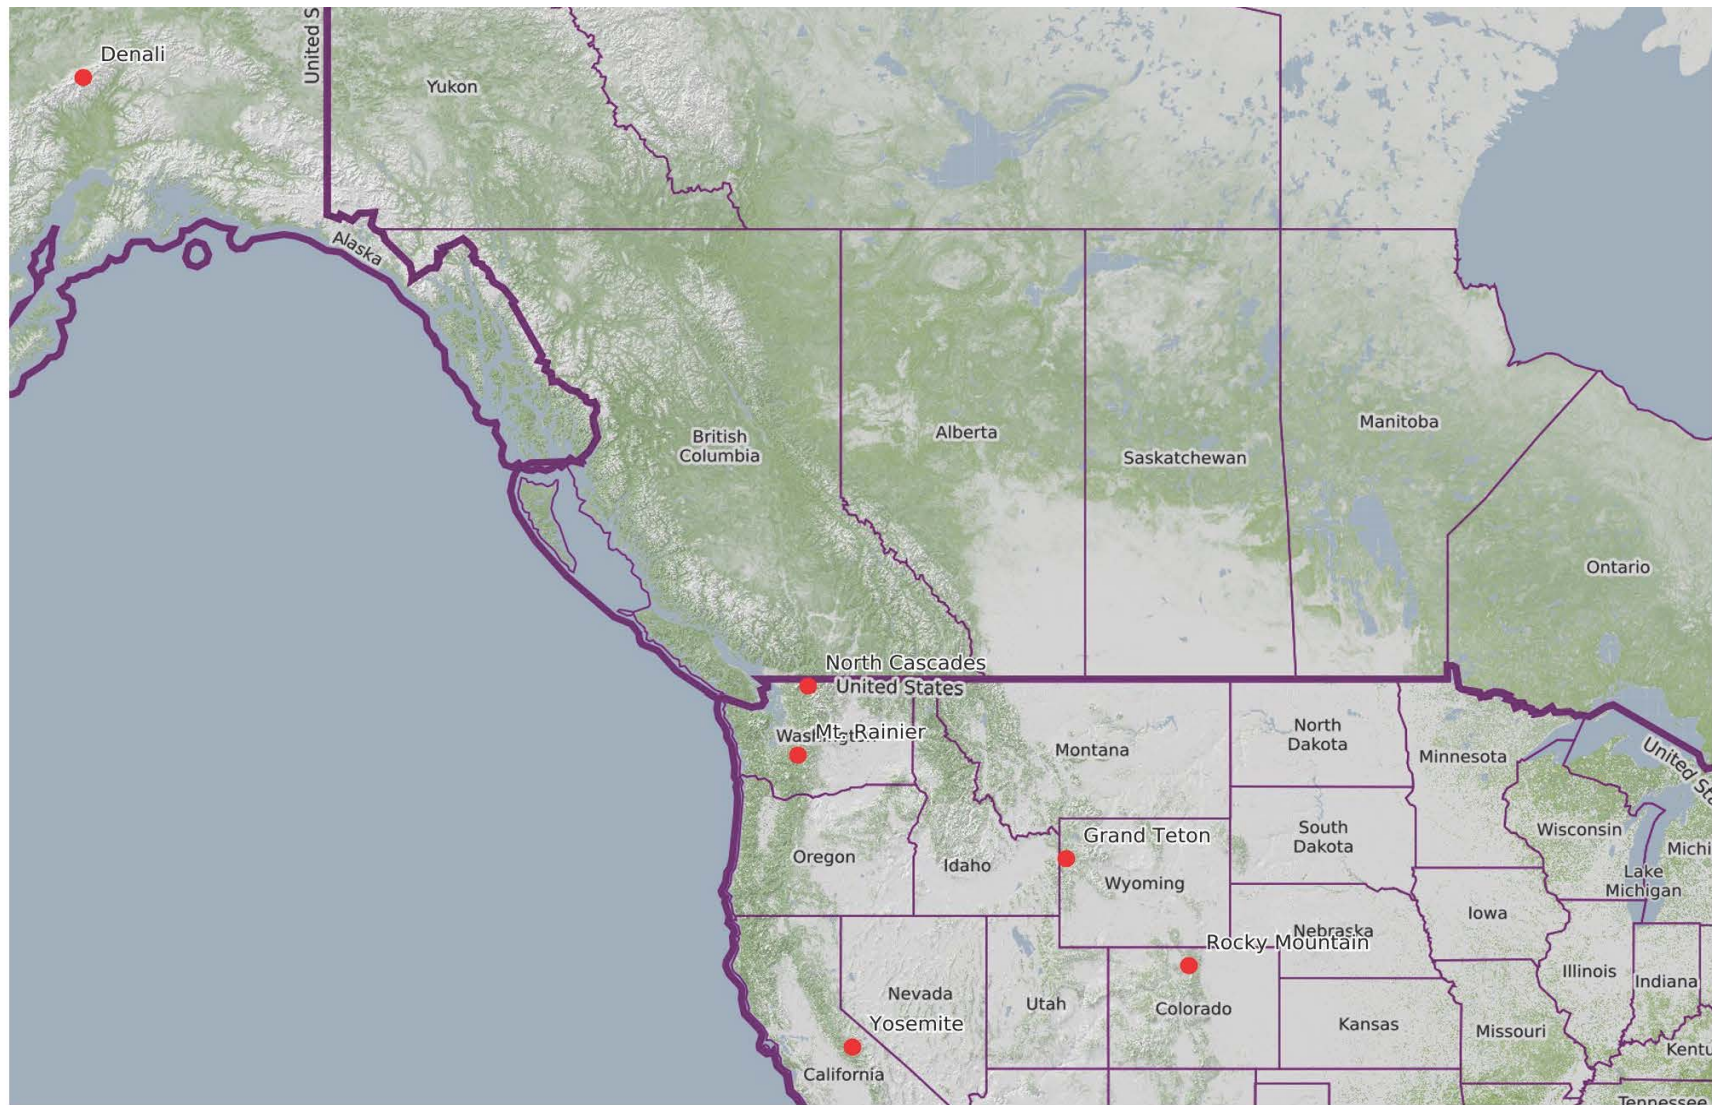 Denali
United S
Yukon
Alaska
British
Columbia
Alberta
Saskatchewan
Manitoba
Ontario
North Cascades
United States
Washington
Mt. Rainier
Montana
North
Dakota
Minnesota
United Sta
Grand Teton
South
Dakota
Wisconsin
Michi
Oregon
Idaho
Wyoming
Lake
Michigan
Iowa
Nebraska
Rocky Mountain
Illinois
Indiana
Nevada
Utah
Colorado
Yosemite
Kansas
Missouri
Kentu
California
Tennessee